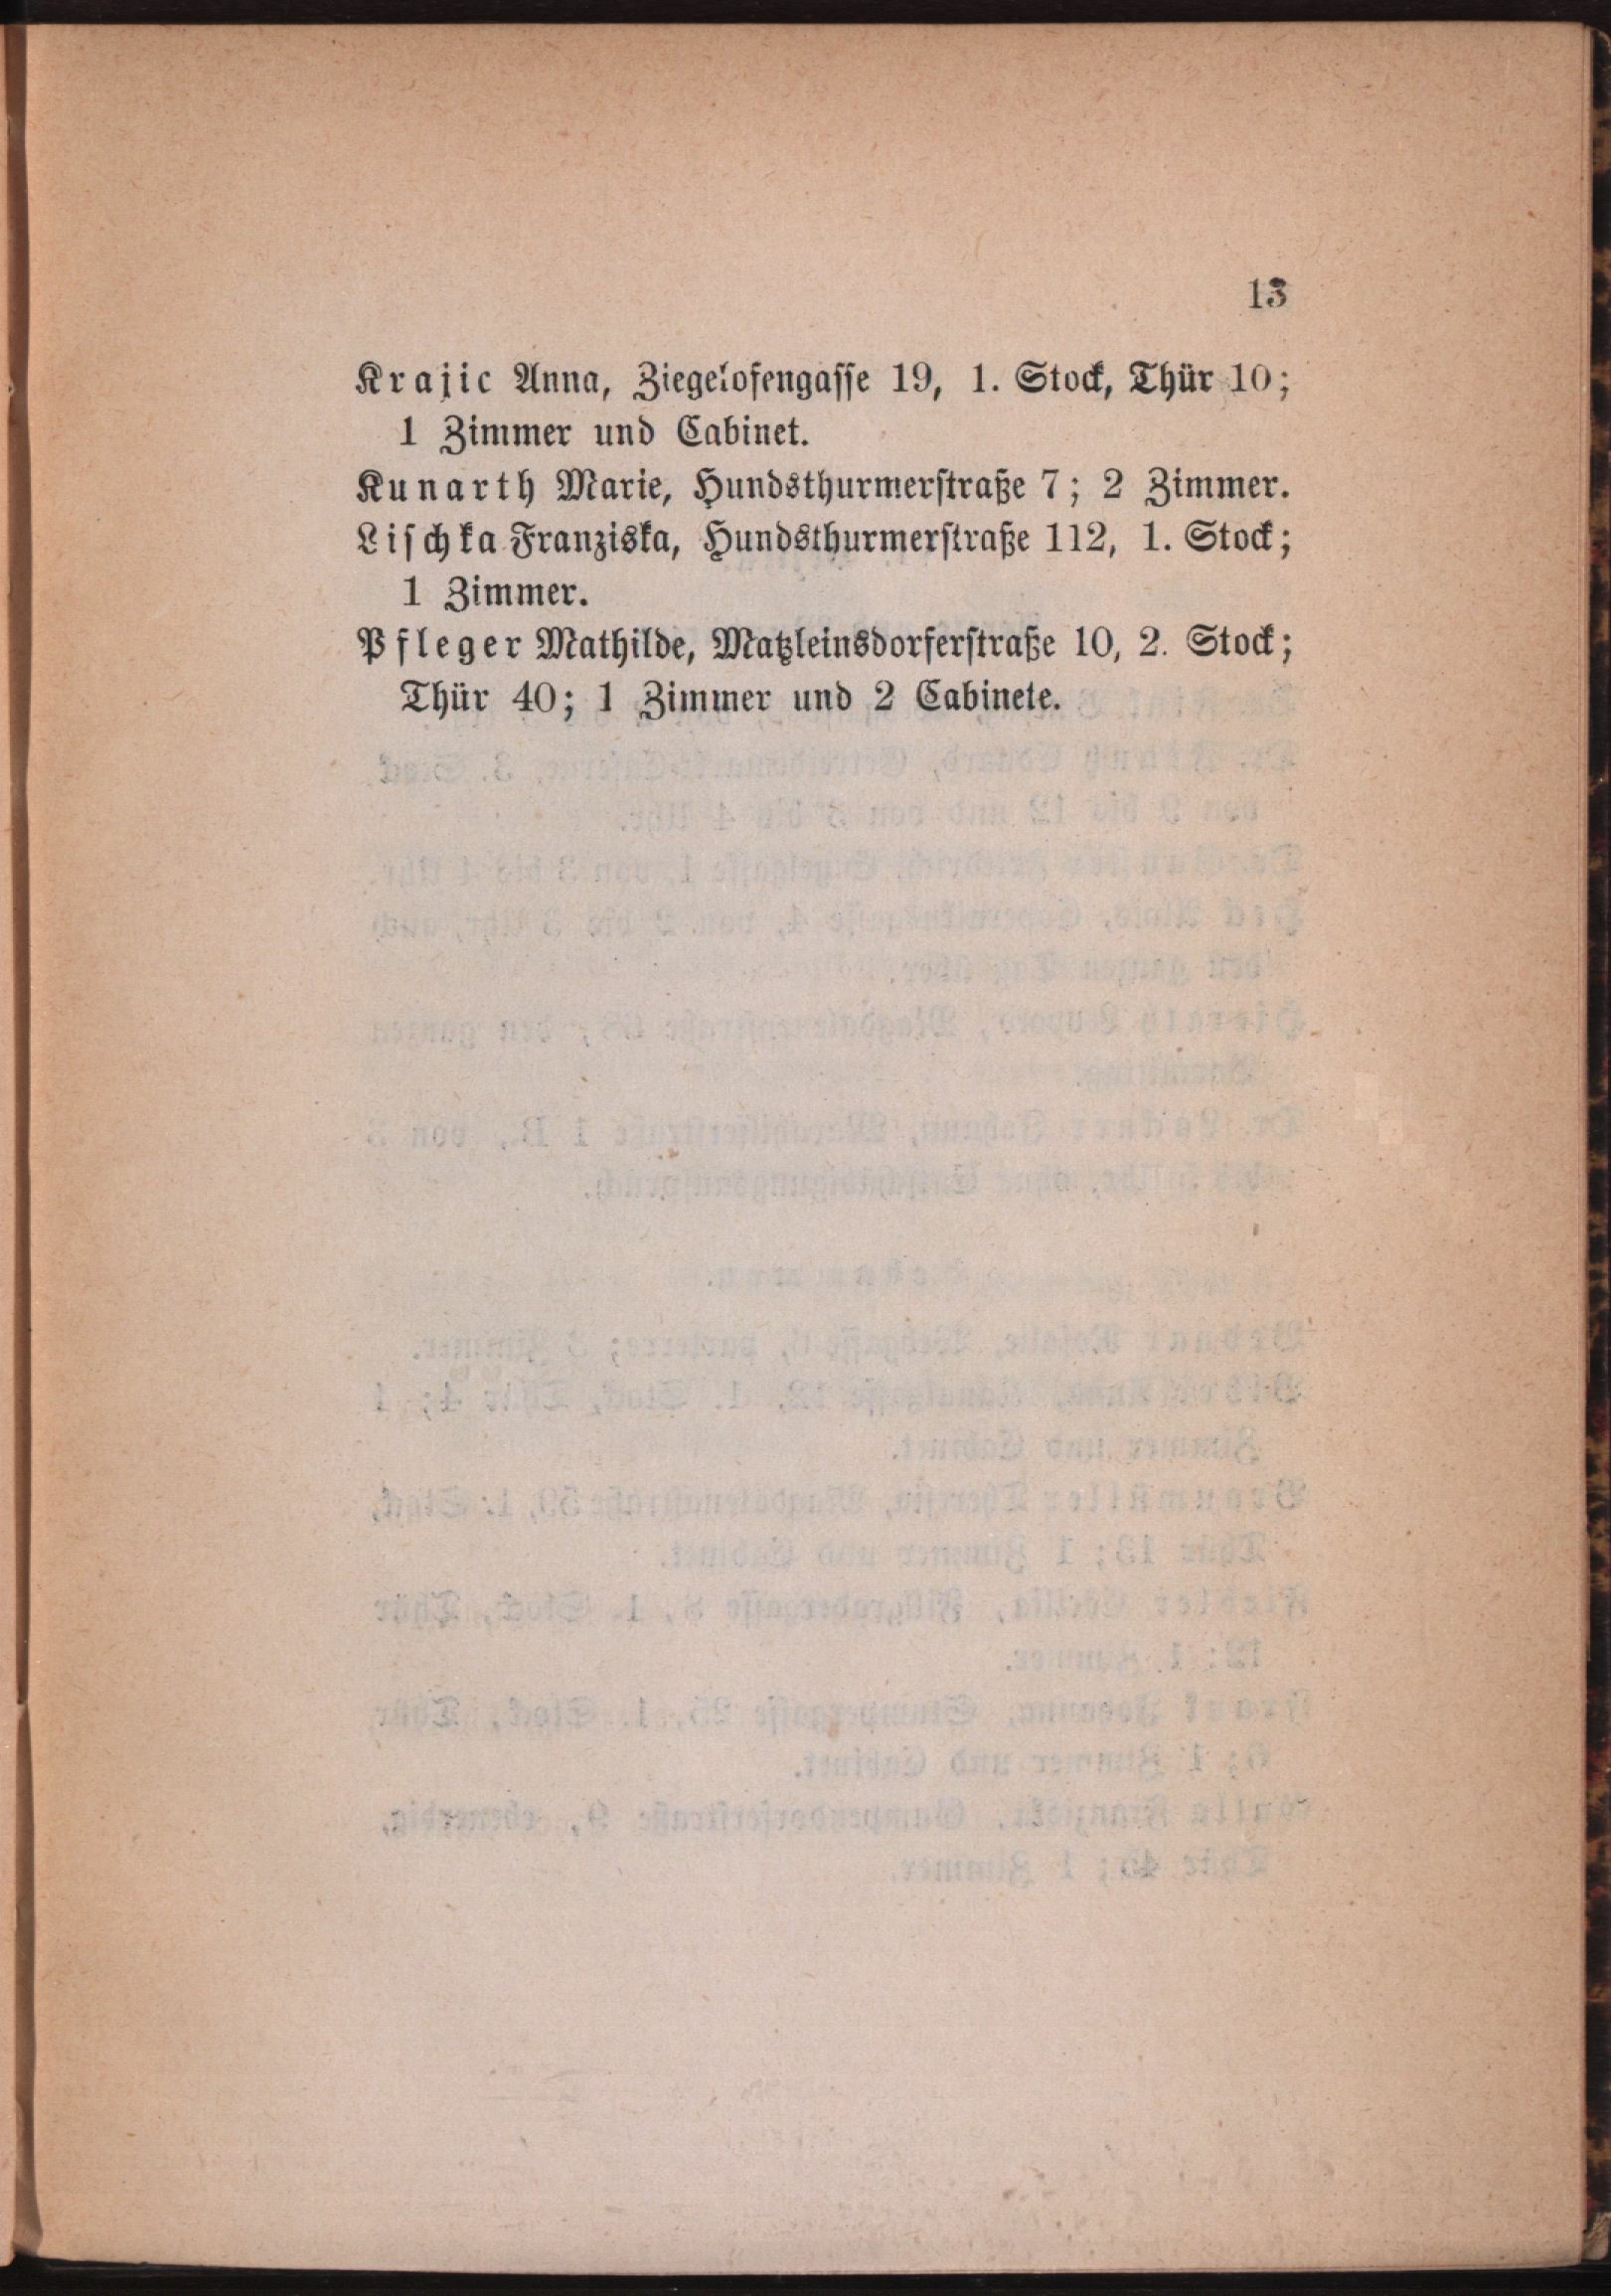 13
Krajic Anna, Ziegelofengasse 19, 1. Stock, Thür 10;
1 Zimmer und Cabinet.
Kunarth Marie, Hundsthurmerstraße 7; 2 Zimmer.
Lischka Franziska, Hundsthurmerstraße 112, 1. Stock;
1 Zimmer.
Pfleger Mathilde, Matzleinsdorferstraße 10, 2. Stock;
Thür 40; 1 Zimmer und 2 Cabinete.